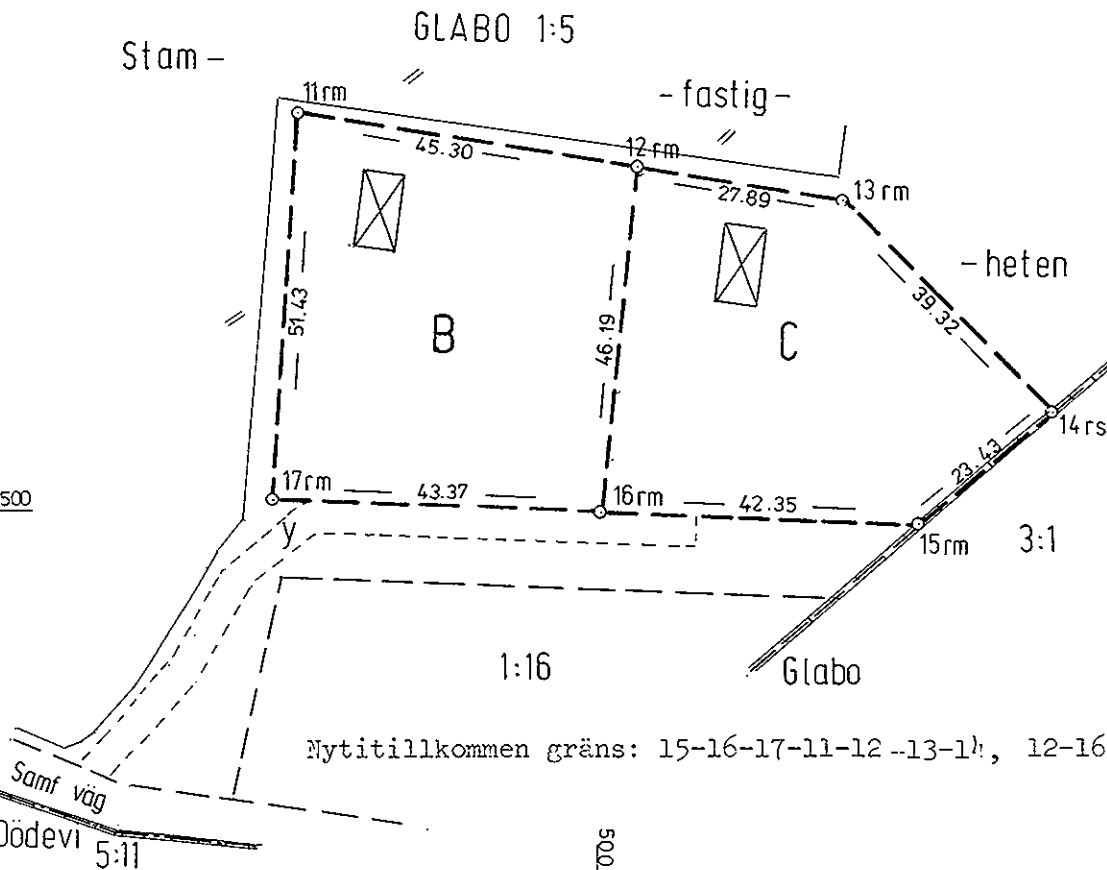 GLABO 1:5
Stam -
- fastig -
11rm
12rm
45.30
27.89
13rm
- heten
39.32
51.43
B
46.19
C
14rs
23.43
17rm
43.37
16rm
42.35
15rm
3:1
500
y
1:16
Glabo
Nytitillkommen gräns: 15-16-17-11-12--13-14, 12-16
Samf väg
Dödevi 5:11
500